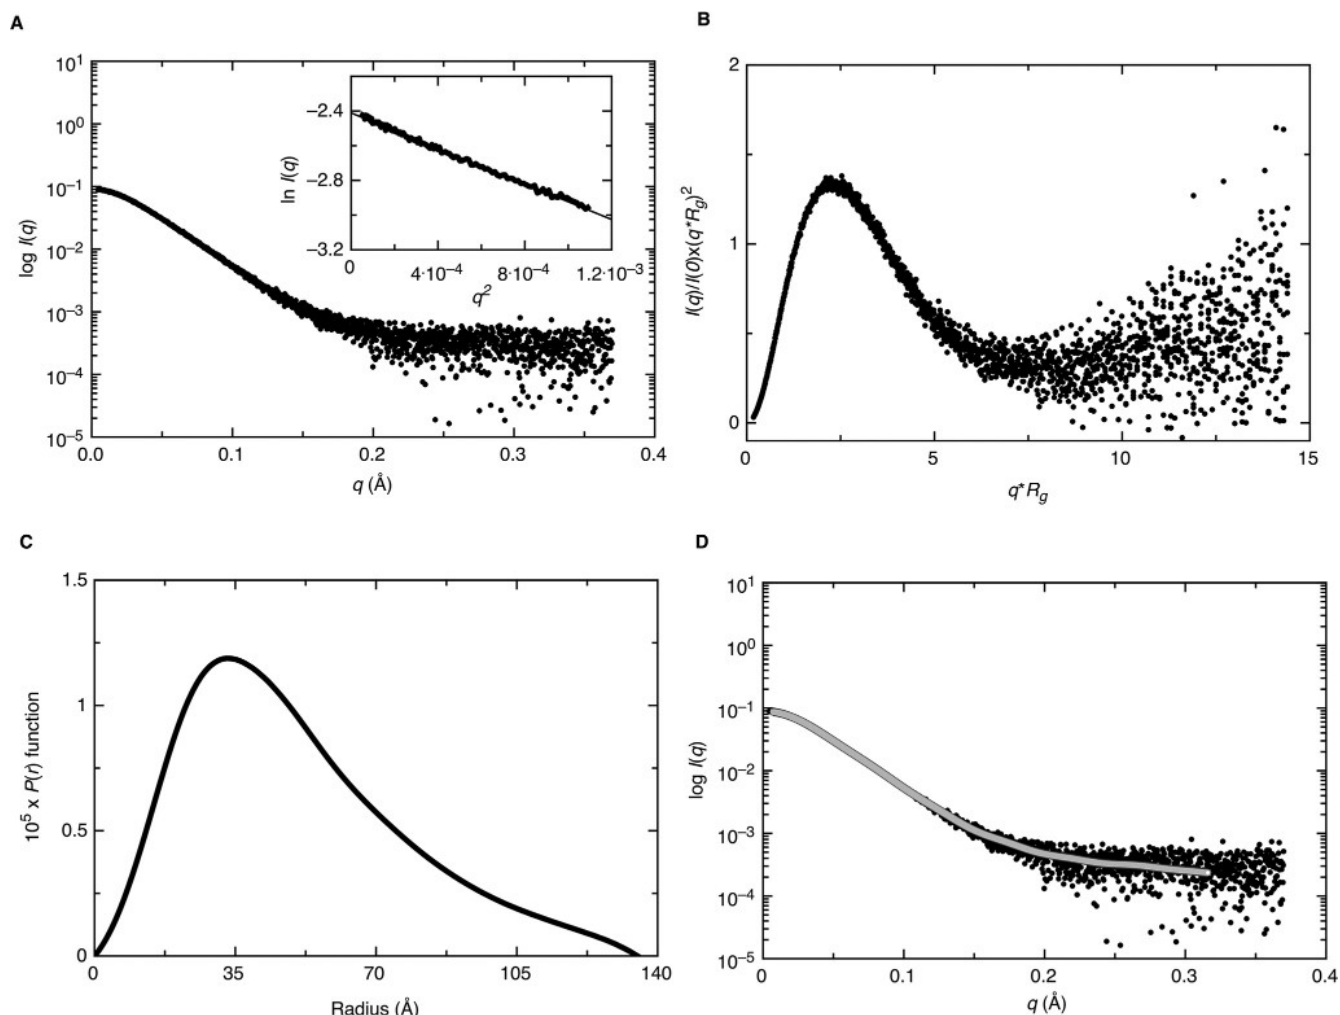 A
10¹
10⁰
10⁻¹
10⁻²
10⁻³
10⁻⁴
10⁻⁵
log I(q)
0.0 0.1 0.2 0.3 0.4
q (Å)
−2.4
−2.8
−3.2
ln I(q)
0 4·10⁻⁴ 8·10⁻⁴ 1.2·10⁻³
q²
B
2
1
0
I(q)/I(0)x(q*R_g)²
0 5 10 15
q*R_g
C
1.5
1
0.5
0
10⁵ x P(r) function
0 35 70 105 140
Radius (Å)
D
10¹
10⁰
10⁻¹
10⁻²
10⁻³
10⁻⁴
10⁻⁵
log I(q)
0 0.1 0.2 0.3 0.4
q (Å)